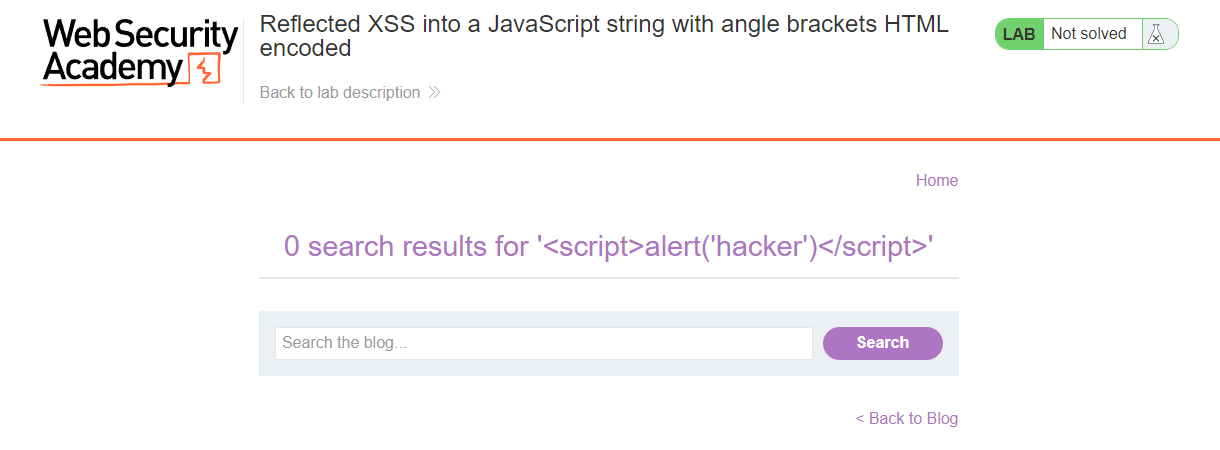 Web Security
Academy
Reflected XSS into a JavaScript string with angle brackets HTML
encoded
Back to lab description
LAB Not solved
Home
0 search results for '<script>alert('hacker')</script>'
Search the blog...
Search
< Back to Blog